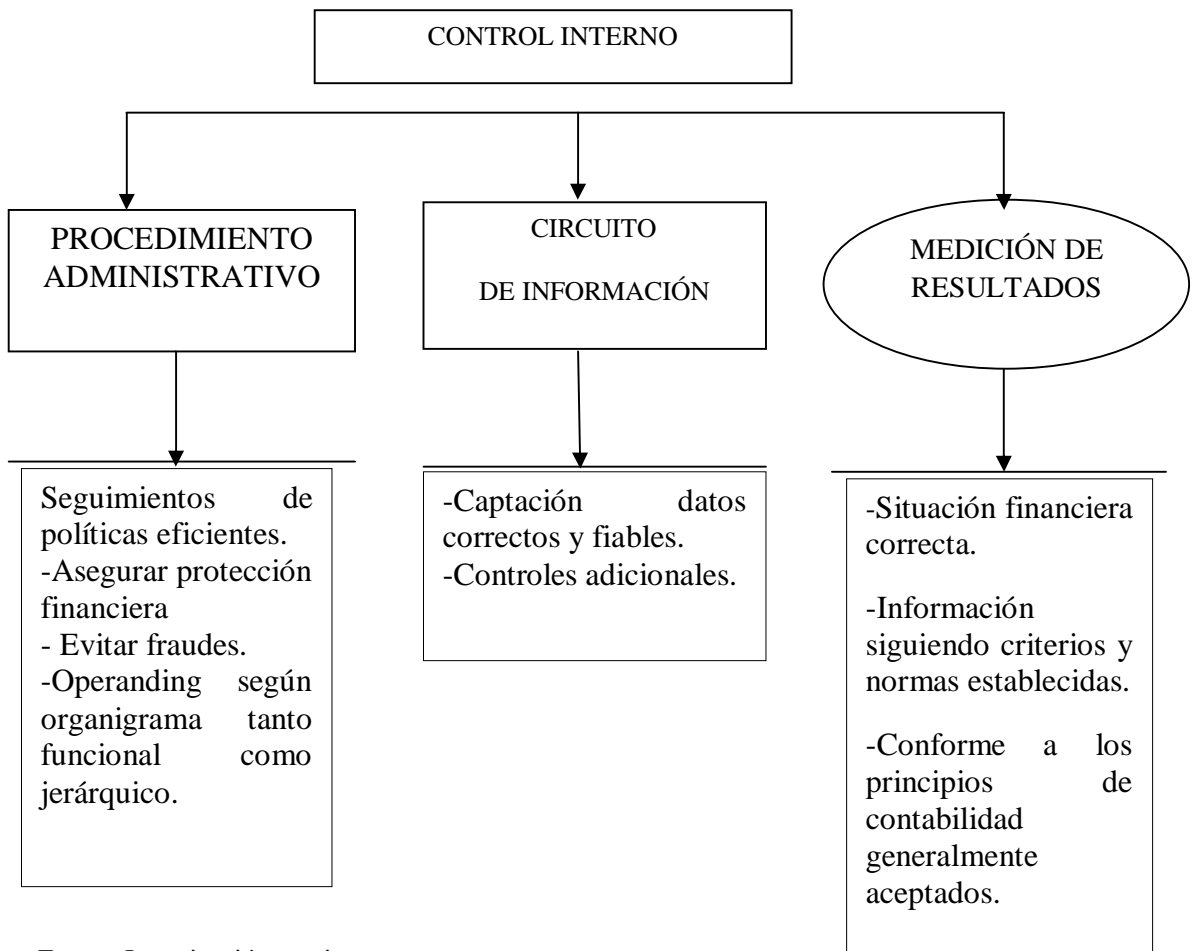 CONTROL INTERNO
PROCEDIMIENTO
ADMINISTRATIVO
CIRCUITO
DE INFORMACIÓN
MEDICIÓN DE
RESULTADOS
Seguimientos de
políticas eficientes.
-Asegurar protección
financiera
- Evitar fraudes.
-Operanding según
organigrama tanto
funcional como
jerárquico.
-Captación datos
correctos y fiables.
-Controles adicionales.
-Situación financiera
correcta.
-Información
siguiendo criterios y
normas establecidas.
-Conforme a los
principios de
contabilidad
generalmente
aceptados.